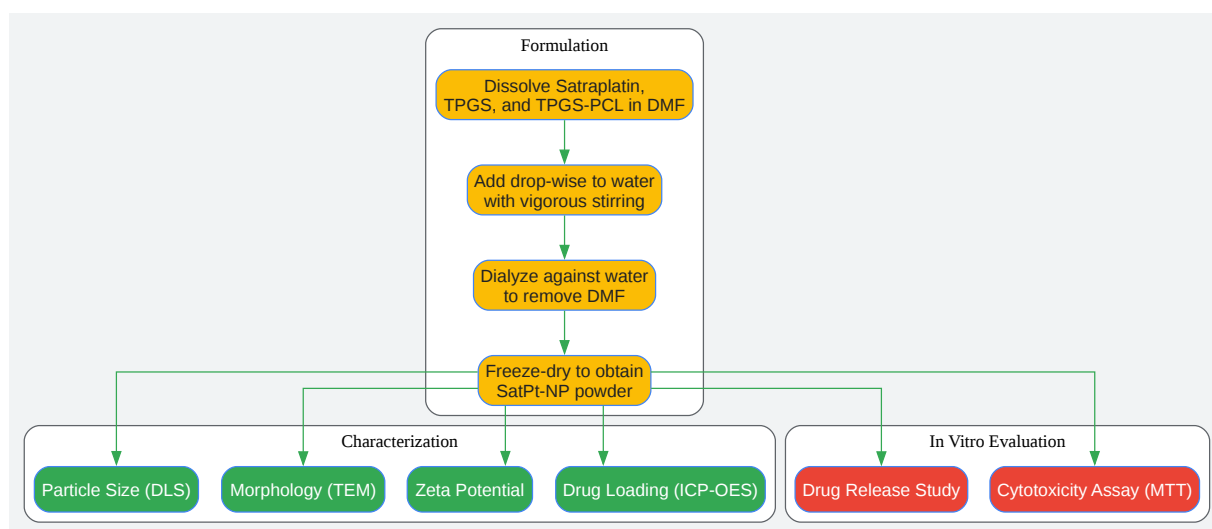 Formulation
Dissolve Satraplatin,
TPGS, and TPGS-PCL in DMF
Add drop-wise to water
with vigorous stirring
Dialyze against water
to remove DMF
Freeze-dry to obtain
SatPt-NP powder
Characterization
Particle Size (DLS)
Morphology (TEM)
Zeta Potential
Drug Loading (ICP-OES)
In Vitro Evaluation
Drug Release Study
Cytotoxicity Assay (MTT)